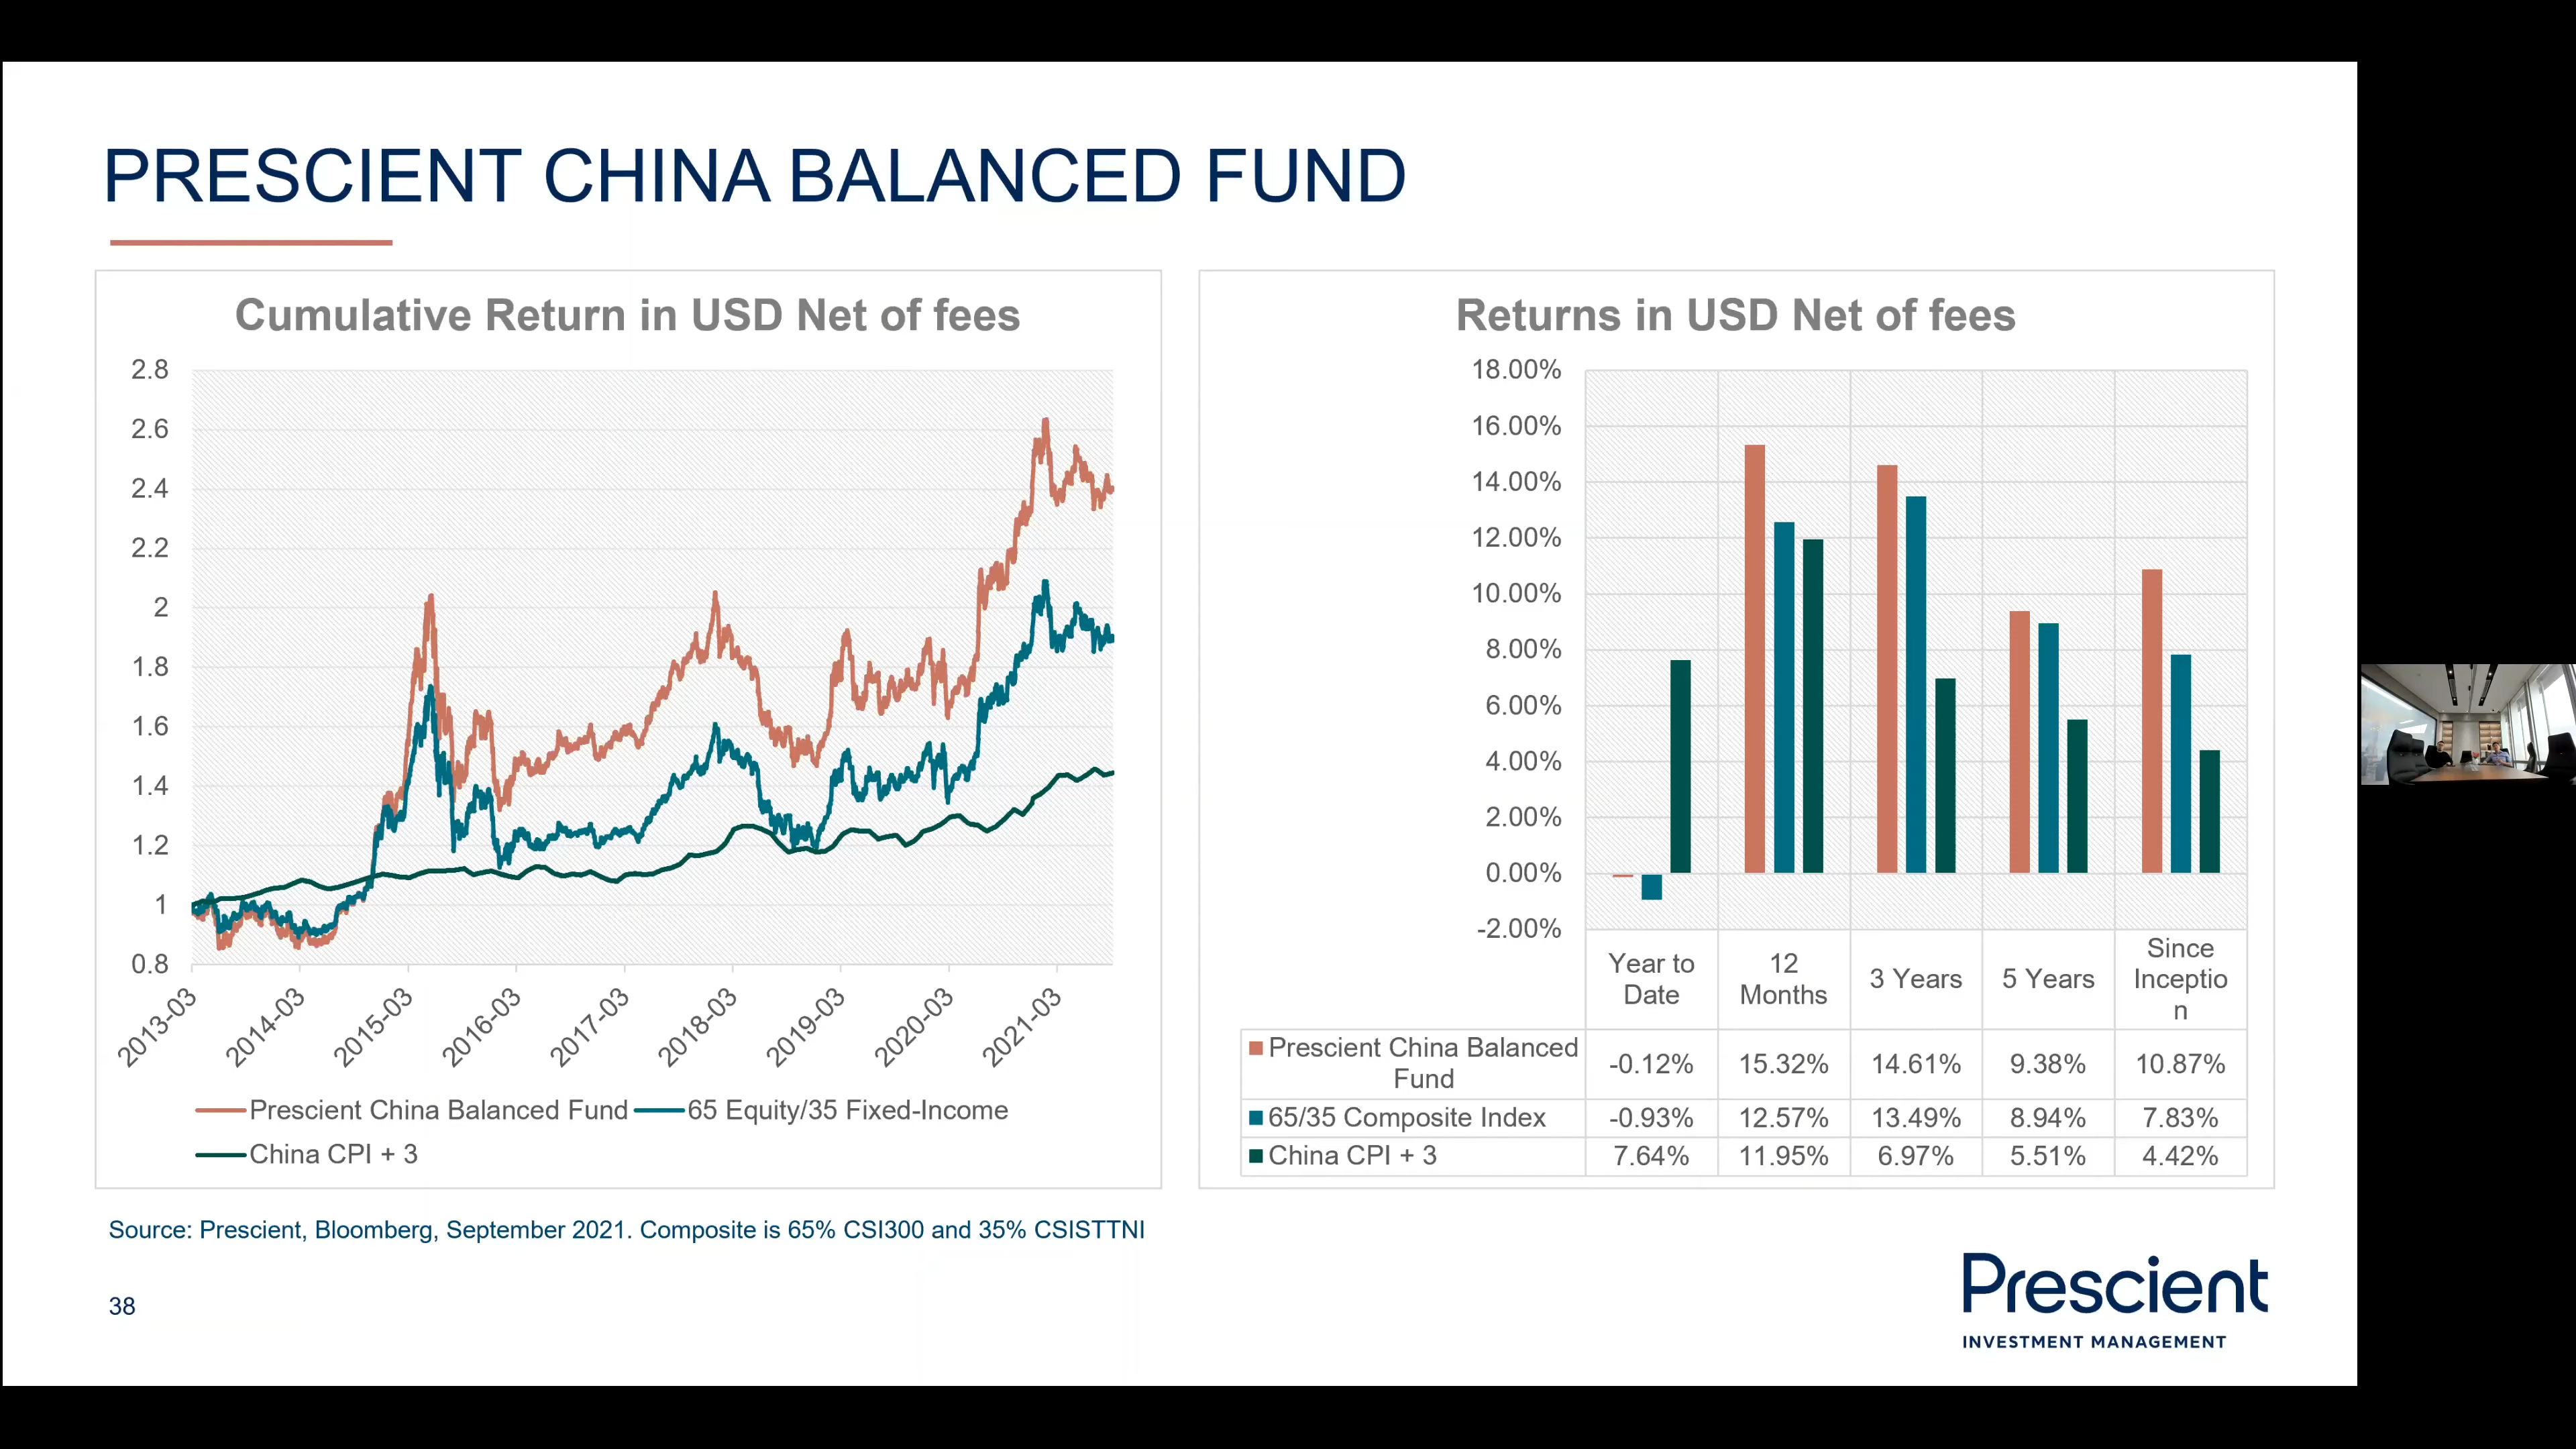 PRESCIENT CHINA BALANCED FUND
Cumulative Return in USD Net of fees
2.8
2.6
2.4
2.2
2
1.8
1.6
1.4
1.2
1
0.8
2013-03
2014-03
2015-03
2016-03
2017-03
2018-03
2019-03
2020-03
2021-03
Prescient China Balanced Fund
65 Equity/35 Fixed-Income
China CPI + 3
Returns in USD Net of fees
18.00%
16.00%
14.00%
12.00%
10.00%
8.00%
6.00%
4.00%
2.00%
0.00%
-2.00%
Year to
Date
12
Months
3 Years
5 Years
Since
Inceptio
n
Prescient China Balanced
Fund
-0.12% 15.32% 14.61% 9.38% 10.87%
65/35 Composite Index -0.93% 12.57% 13.49% 8.94% 7.83%
China CPI + 3 7.64% 11.95% 6.97% 5.51% 4.42%
Source: Prescient, Bloomberg, September 2021. Composite is 65% CSI300 and 35% CSISTTNI
38
Prescient
INVESTMENT MANAGEMENT